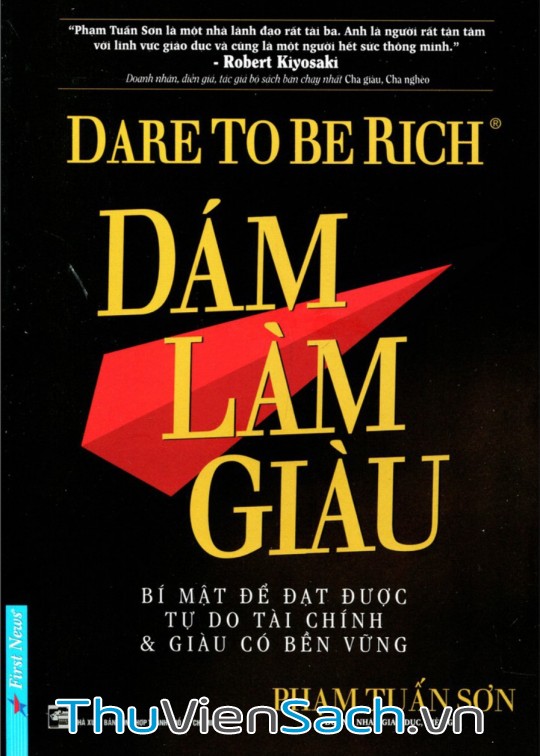 “Phạm Tuấn Sơn là một nhà lãnh đạo rất tài ba. Anh là người rất tận tâm
với lĩnh vực giáo dục và cũng là một người hết sức thông minh.”
- Robert Kiyosaki
Doanh nhân, diễn giả, tác giả bộ sách bán chạy nhất Cha giàu, Cha nghèo
DARE TO BE RICH®
DÁM
LÀM
GIÀU
BÍ MẬT ĐỂ ĐẠT ĐƯỢC
TỰ DO TÀI CHÍNH
& GIÀU CÓ BỀN VỮNG
First News
PHẠM TUẤN SƠN
ThuVienSach.vn